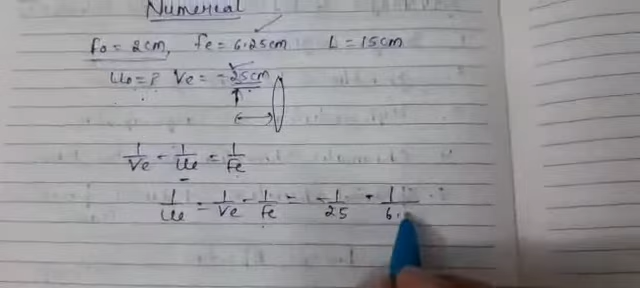 Numerical
fo = 2cm, fe = 6.25cm L = 15cm
uo = ? Ve = -25cm
1/Ve - 1/ue = 1/fe
1/ue = 1/Ve - 1/fe = -1/25 - 1/6.